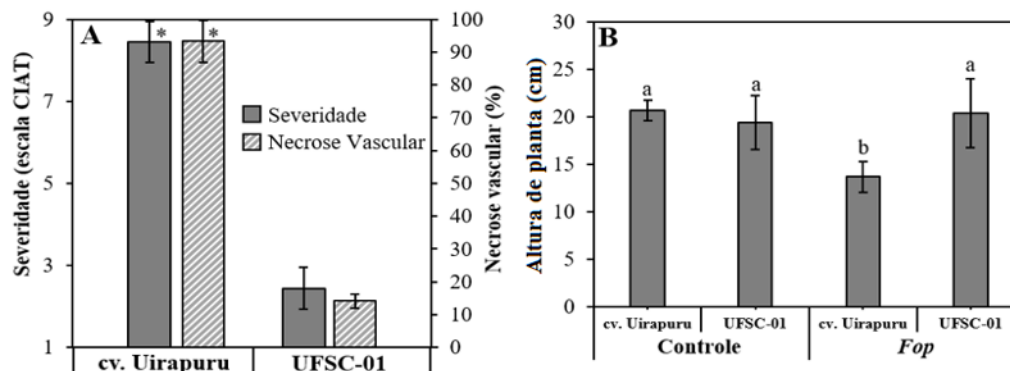 A
Severidade (escala CIAT)
9
7
5
3
1
* *
Severidade
Necrose Vascular
100
90
80
70
60
50
40
30
20
10
0
Necrose vascular (%)
cv. Uirapuru UFSC-01
B
Altura de planta (cm)
30
25
20
15
10
5
0
a a b a
cv. Uirapuru UFSC-01 cv. Uirapuru UFSC-01
Controle Fop